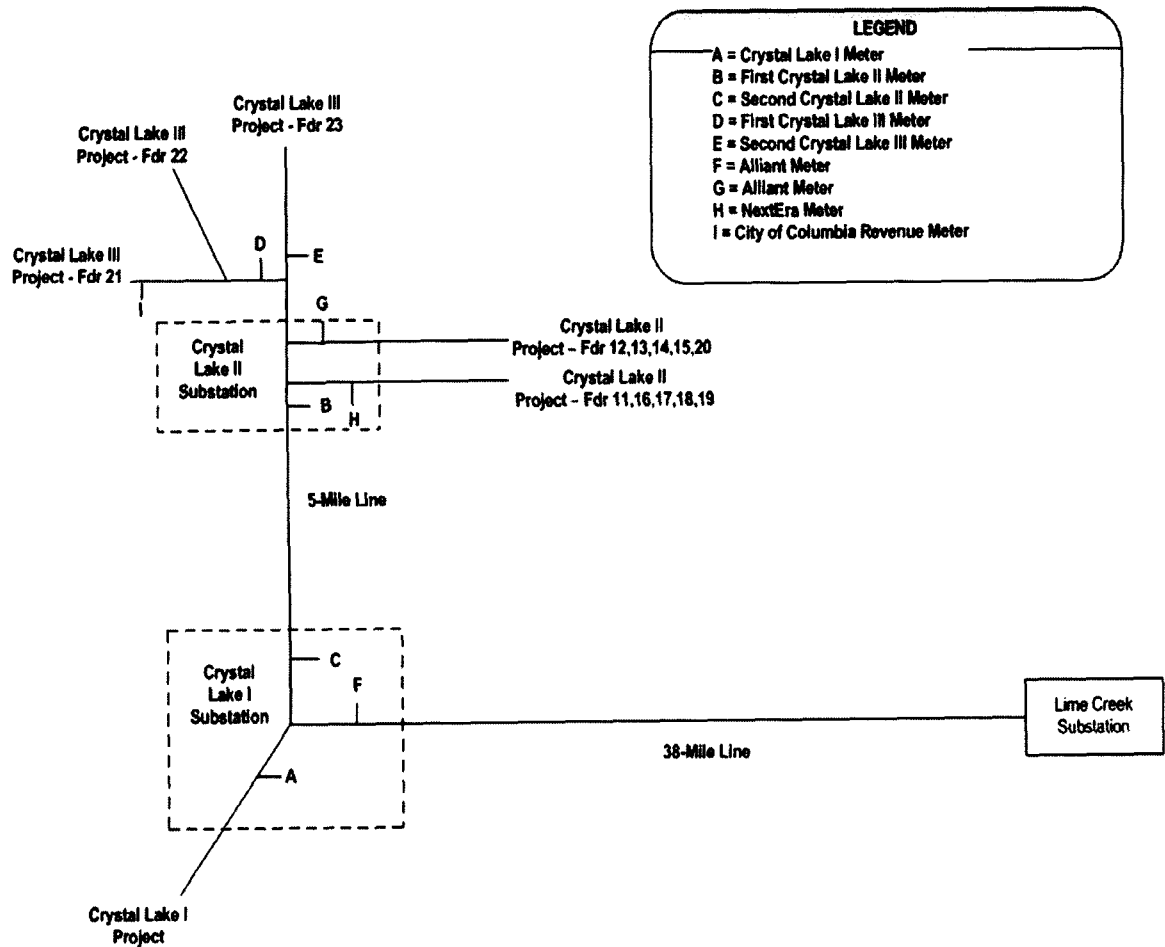 LEGEND
A = Crystal Lake I Meter
B = First Crystal Lake II Meter
C = Second Crystal Lake II Meter
D = First Crystal Lake III Meter
E = Second Crystal Lake III Meter
F = Alliant Meter
G = Alliant Meter
H = NextEra Meter
I = City of Columbia Revenue Meter
Crystal Lake III
Project - Fdr 23
Crystal Lake III
Project - Fdr 22
D
E
Crystal Lake III
Project - Fdr 21
I
G
Crystal
Lake II
Substation
Crystal Lake II
Project – Fdr 12,13,14,15,20
Crystal Lake II
Project – Fdr 11,16,17,18,19
B
H
5-Mile Line
Crystal
Lake I
Substation
C
F
Lime Creek
Substation
38-Mile Line
A
Crystal Lake I
Project